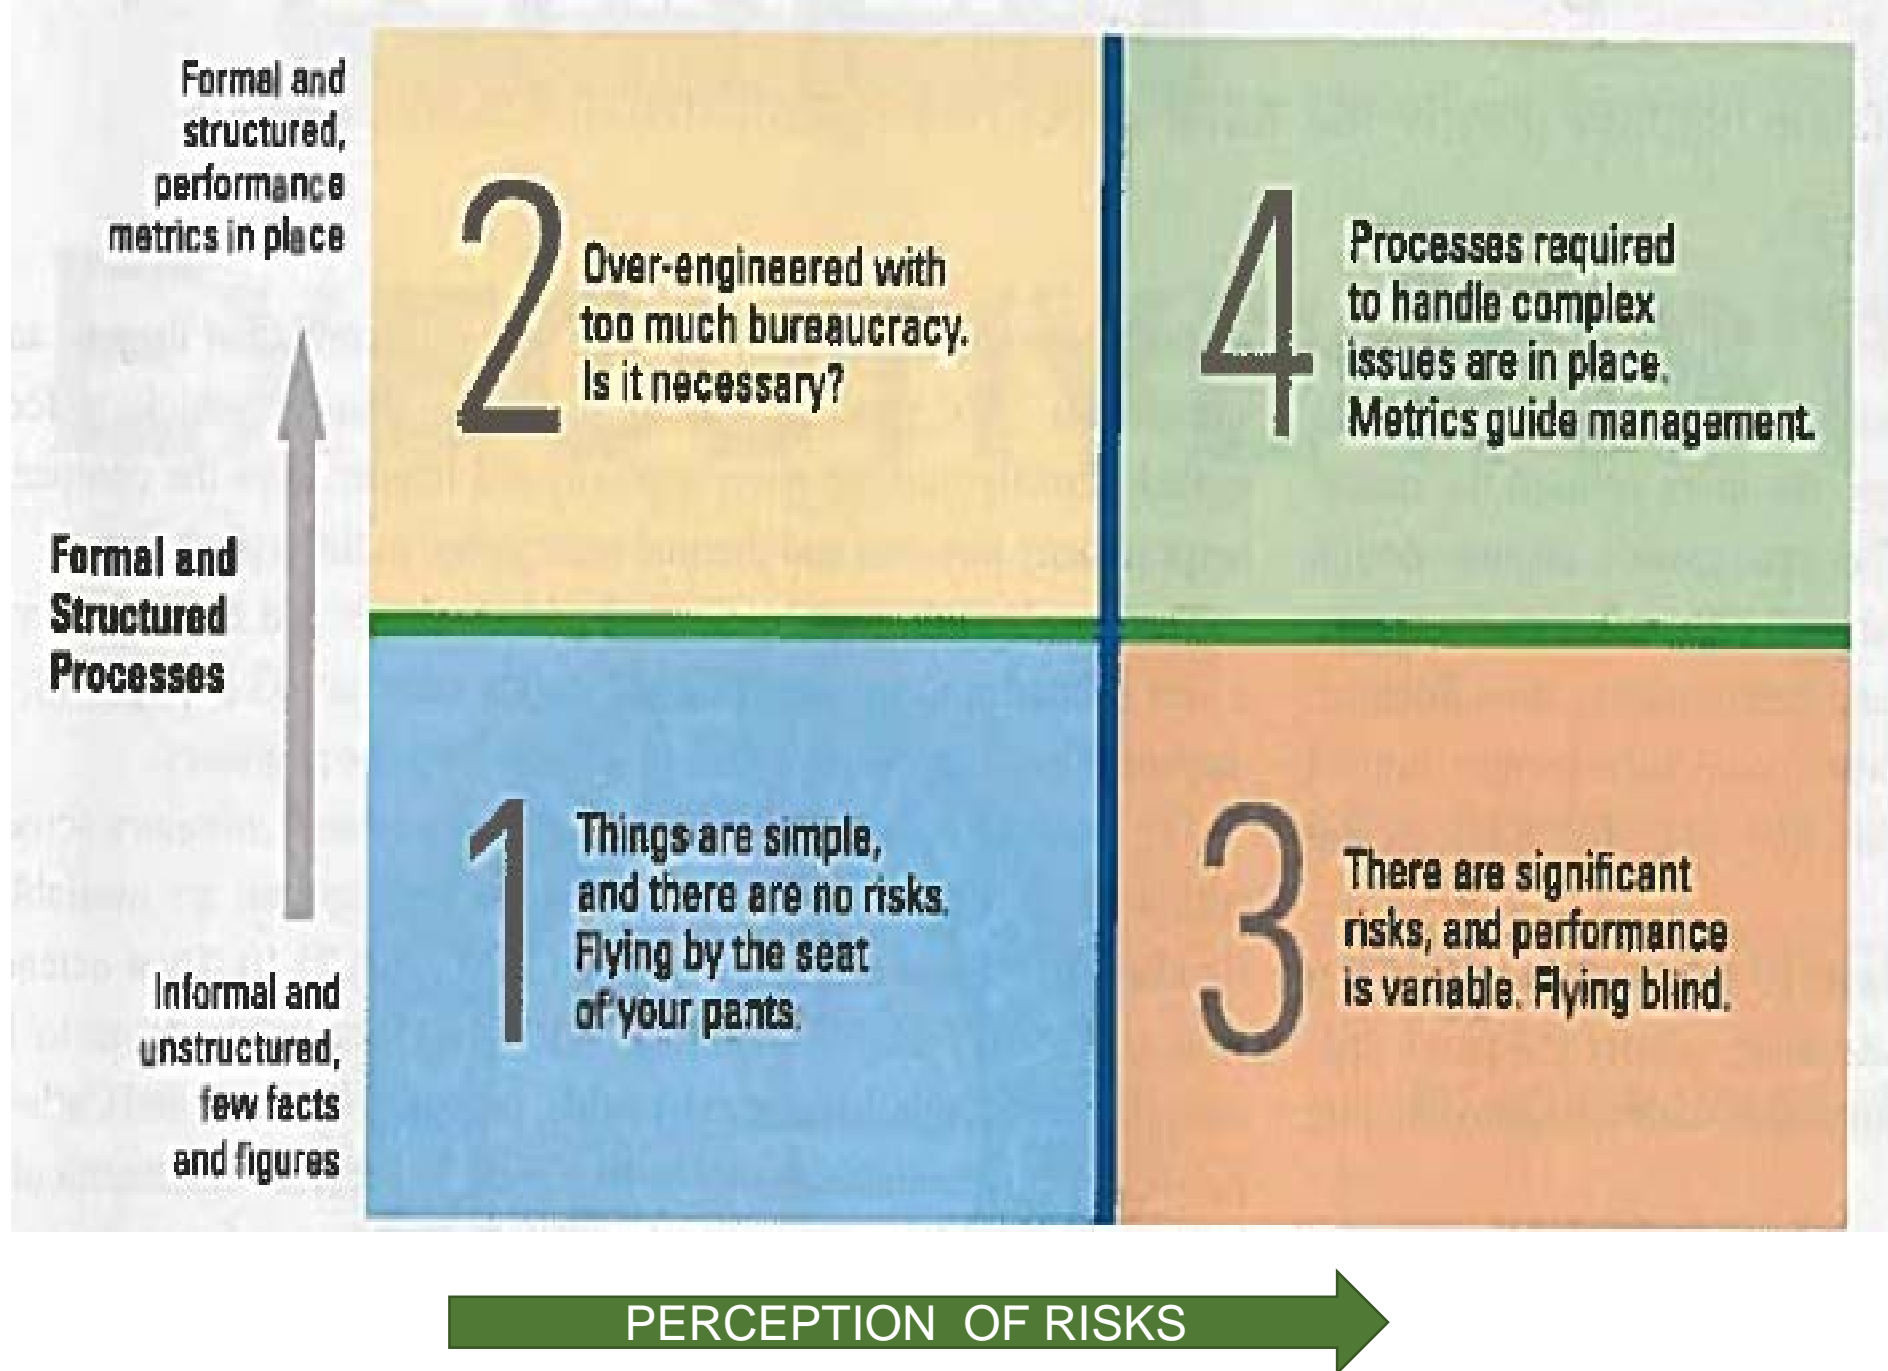 Formal and
structured,
performance
metrics in place
Formal and
Structured
Processes
Informal and
unstructured,
few facts
and figures
2
Over-engineered with
too much bureaucracy.
Is it necessary?
4
Processes required
to handle complex
issues are in place.
Metrics guide management.
1
Things are simple,
and there are no risks.
Flying by the seat
of your pants.
3
There are significant
risks, and performance
is variable. Flying blind.
PERCEPTION OF RISKS